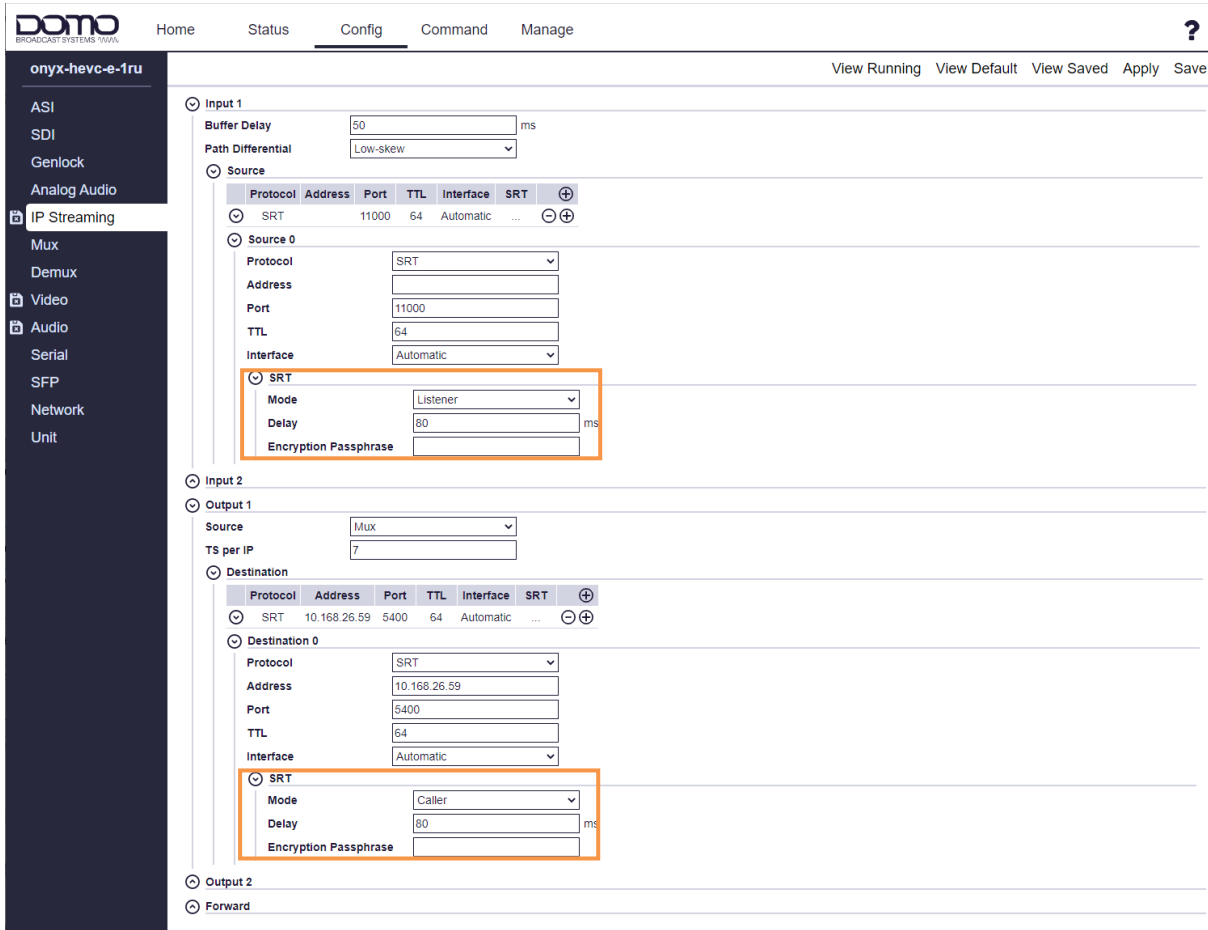 DOMO
BROADCAST SYSTEMS
Home Status Config Command Manage ?
onyx-hevc-e-1ru
View Running View Default View Saved Apply Save
ASI
SDI
Genlock
Analog Audio
IP Streaming
Mux
Demux
Video
Audio
Serial
SFP
Network
Unit
Input 1
Buffer Delay 50 ms
Path Differential Low-skew
Source
Protocol Address Port TTL Interface SRT
SRT 11000 64 Automatic ...
Source 0
Protocol SRT
Address
Port 11000
TTL 64
Interface Automatic
SRT
Mode Listener
Delay 80 ms
Encryption Passphrase
Input 2
Output 1
Source Mux
TS per IP 7
Destination
Protocol Address Port TTL Interface SRT
SRT 10.168.26.59 5400 64 Automatic ...
Destination 0
Protocol SRT
Address 10.168.26.59
Port 5400
TTL 64
Interface Automatic
SRT
Mode Caller
Delay 80 ms
Encryption Passphrase
Output 2
Forward